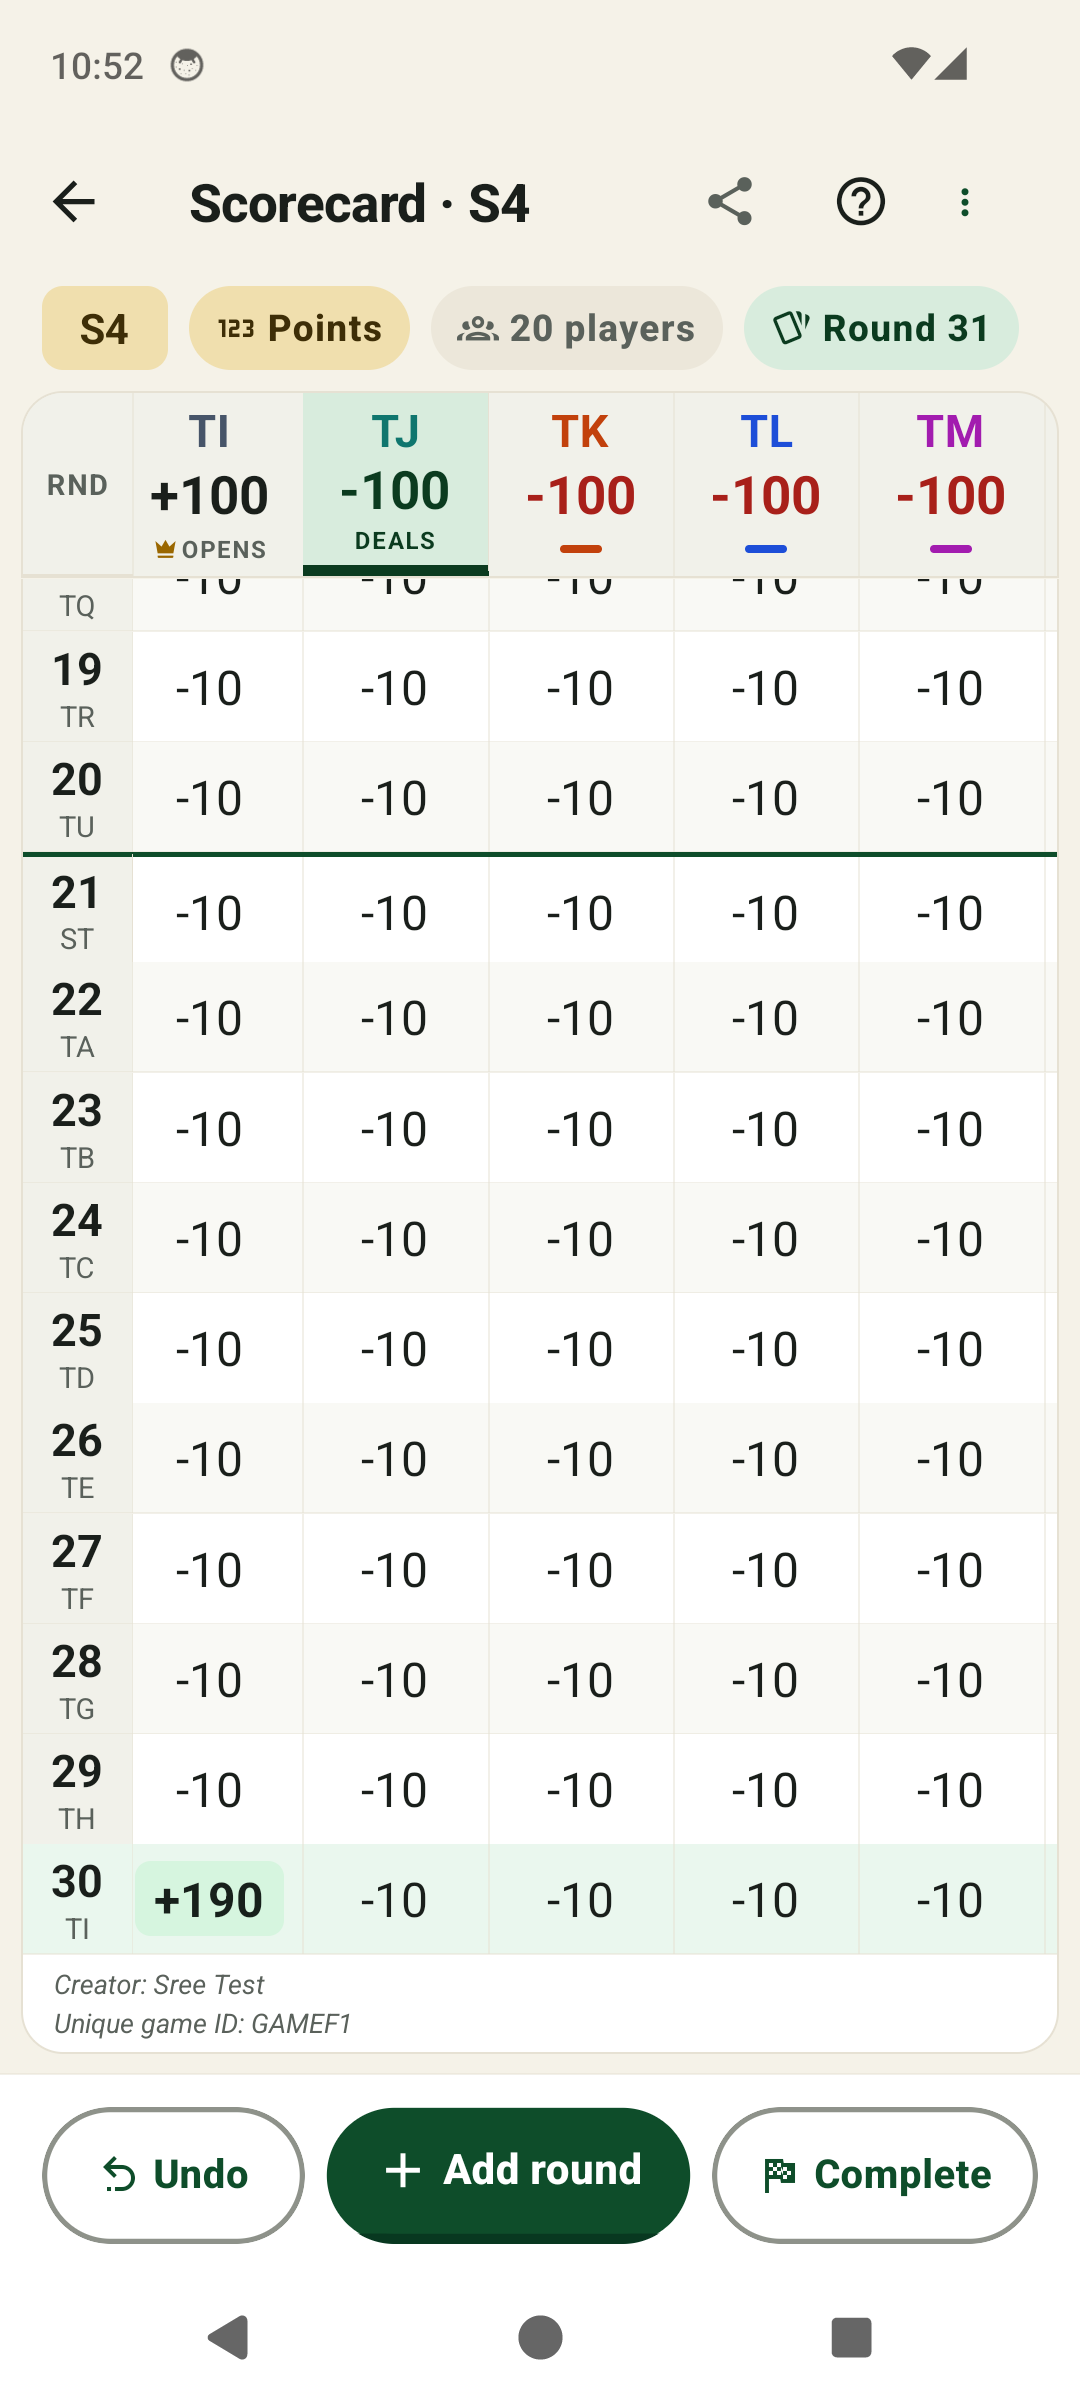 10:52
Scorecard · S4
S4 123 Points 20 players Round 31
RND TI TJ TK TL TM
+100 -100 -100 -100 -100
OPENS DEALS
-10 -10 -10 -10 -10
TQ
19 -10 -10 -10 -10 -10
TR
20 -10 -10 -10 -10 -10
TU
21 -10 -10 -10 -10 -10
ST
22 -10 -10 -10 -10 -10
TA
23 -10 -10 -10 -10 -10
TB
24 -10 -10 -10 -10 -10
TC
25 -10 -10 -10 -10 -10
TD
26 -10 -10 -10 -10 -10
TE
27 -10 -10 -10 -10 -10
TF
28 -10 -10 -10 -10 -10
TG
29 -10 -10 -10 -10 -10
TH
30 +190 -10 -10 -10 -10
TI
Creator: Sree Test
Unique game ID: GAMEF1
Undo + Add round Complete